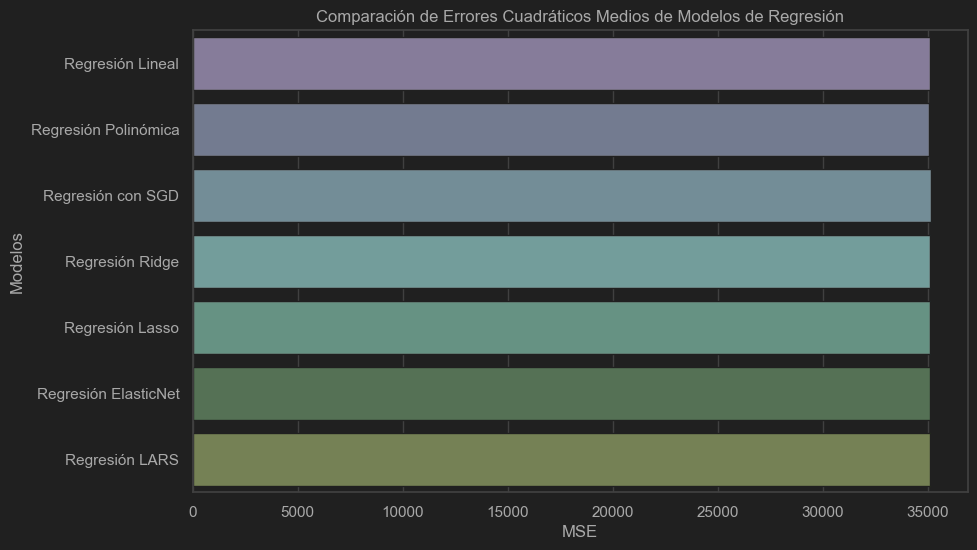 Comparación de Errores Cuadráticos Medios de Modelos de Regresión
Modelos
Regresión Lineal
Regresión Polinómica
Regresión con SGD
Regresión Ridge
Regresión Lasso
Regresión ElasticNet
Regresión LARS
0 5000 10000 15000 20000 25000 30000 35000
MSE